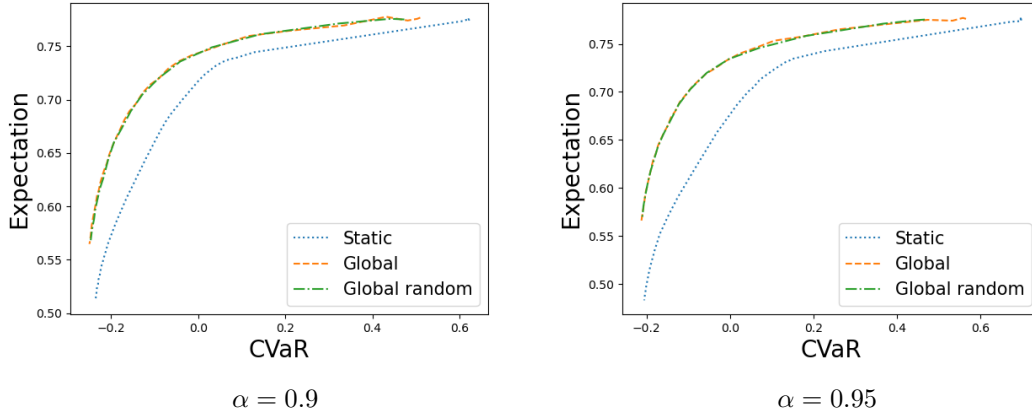 0.75
0.70
0.65
0.60
0.55
0.50
Expectation
−0.2
0.0
0.2
0.4
0.6
CVaR
Static
Global
Global random
α = 0.9
0.75
0.70
0.65
0.60
0.55
0.50
Expectation
−0.2
0.0
0.2
0.4
0.6
CVaR
Static
Global
Global random
α = 0.95